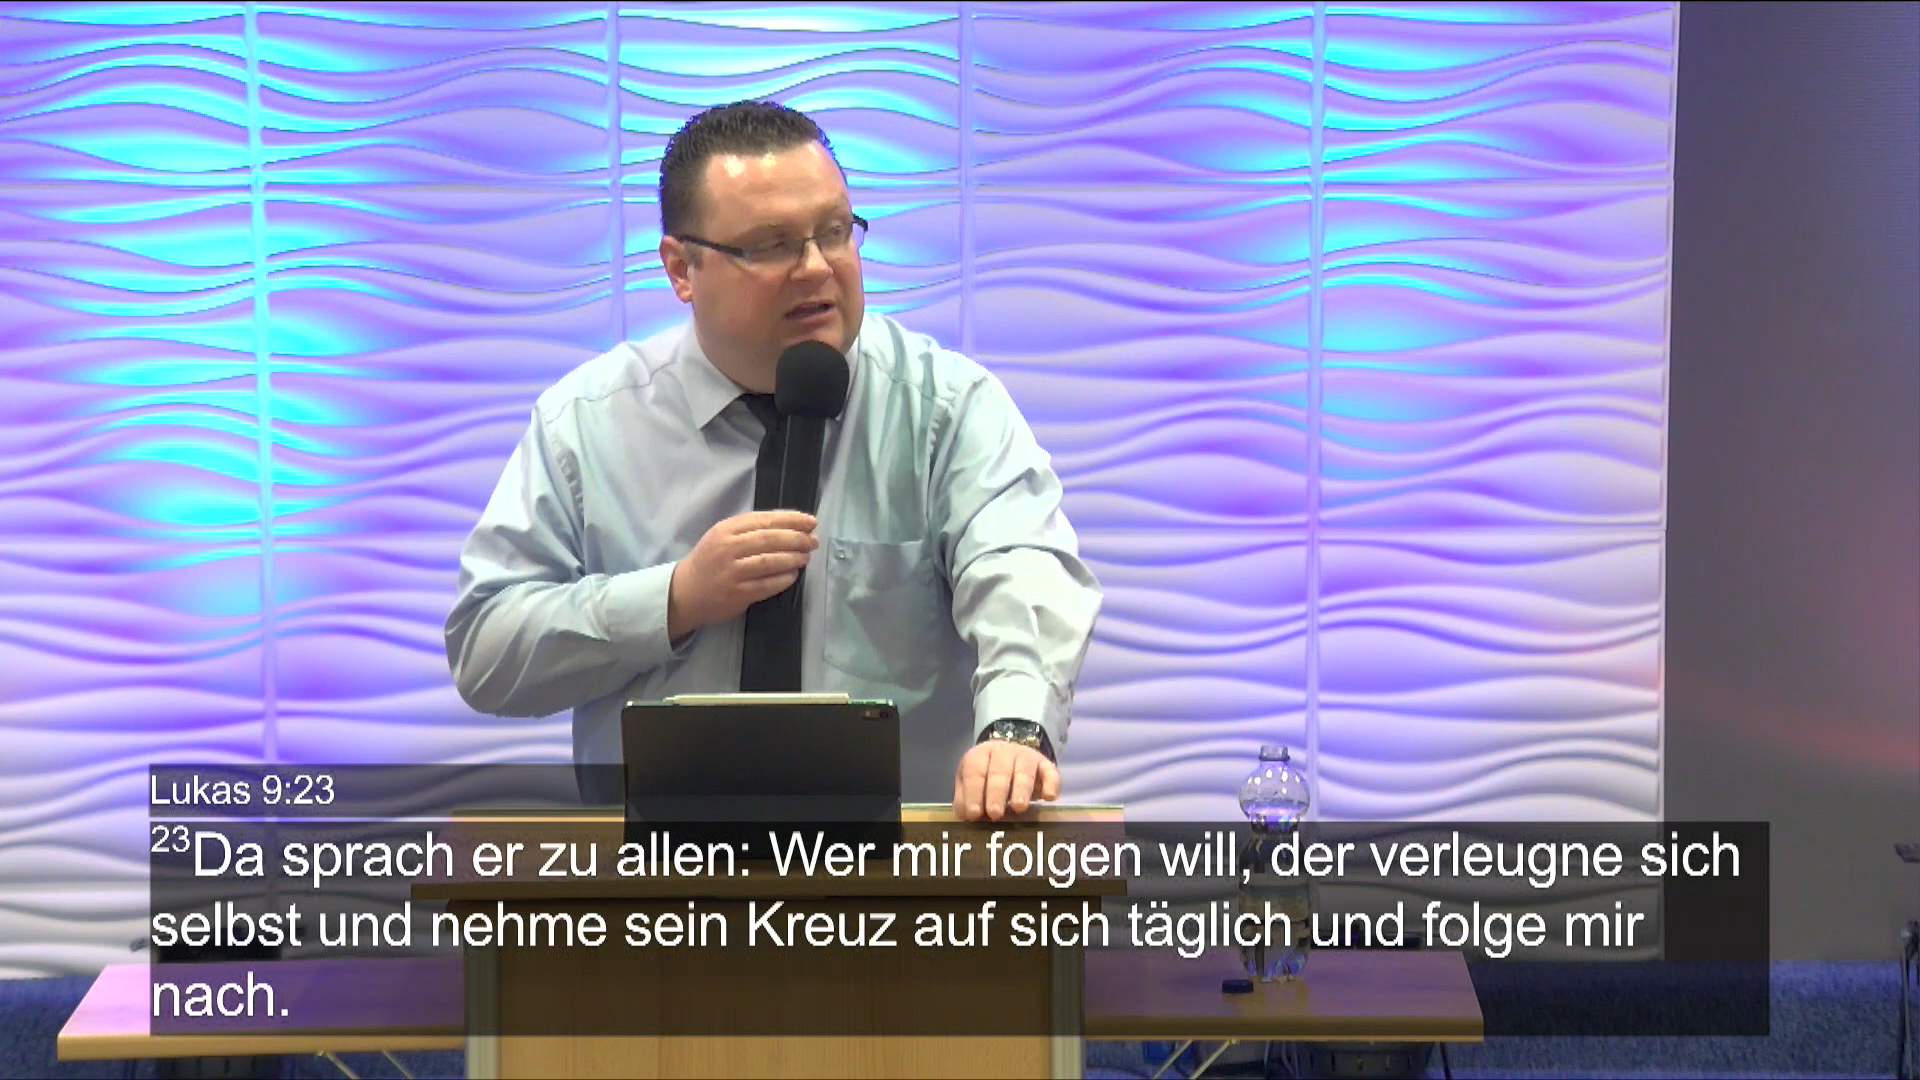 Lukas 9:23
²³Da sprach er zu allen: Wer mir folgen will, der verleugne sich
selbst und nehme sein Kreuz auf sich täglich und folge mir
nach.